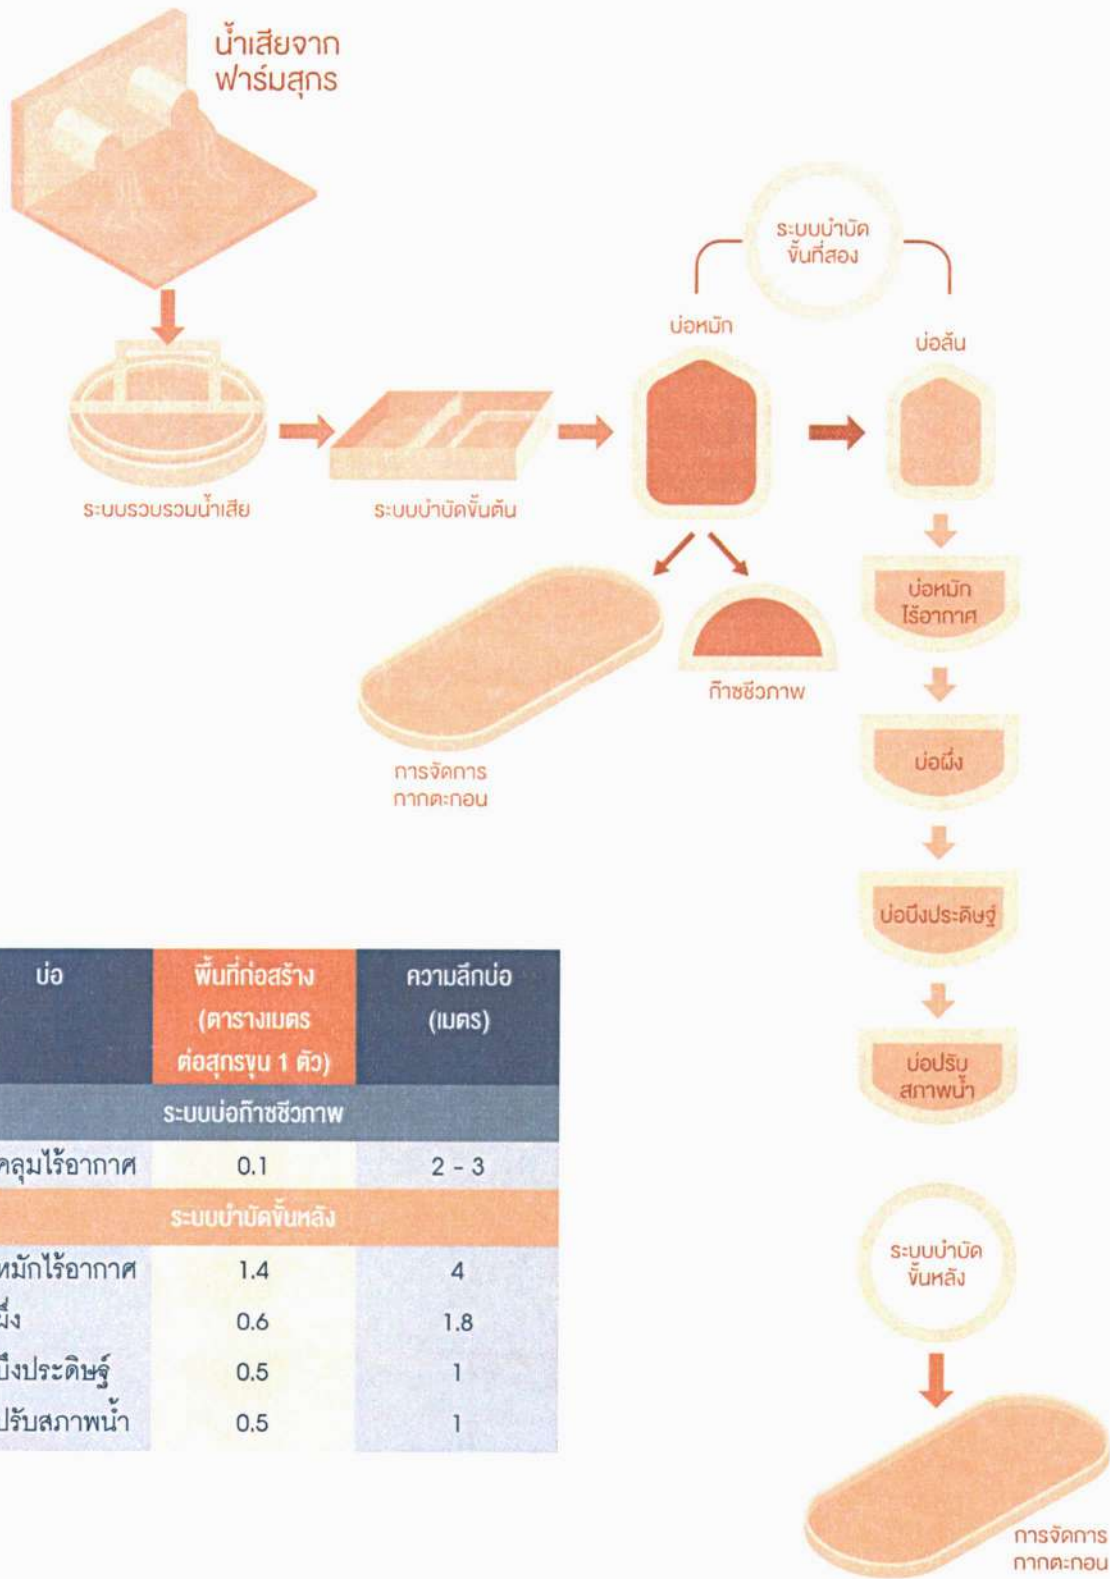 น้ำเสียจาก
ฟาร์มสุกร
ระบบบำบัด
ขั้นที่สอง
บ่อหมัก
บ่อล้น
ระบบรวบรวมน้ำเสีย
ระบบบำบัดขั้นต้น
บ่อหมัก
ไร้อากาศ
ก๊าซชีวภาพ
การจัดการ
กากตะกอน
บ่อผึ่ง
บ่อบึงประดิษฐ์
บ่อปรับ
สภาพน้ำ
บ่อ
พื้นที่ก่อสร้าง
(ตารางเมตร
ต่อสุกรขุน 1 ตัว)
ความลึกบ่อ
(เมตร)
ระบบบ่อก๊าซชีวภาพ
คลุมไร้อากาศ 0.1 2 - 3
ระบบบำบัดขั้นหลัง
หมักไร้อากาศ 1.4 4
ผึ่ง 0.6 1.8
บึงประดิษฐ์ 0.5 1
ปรับสภาพน้ำ 0.5 1
ระบบบำบัด
ขั้นหลัง
การจัดการ
กากตะกอน